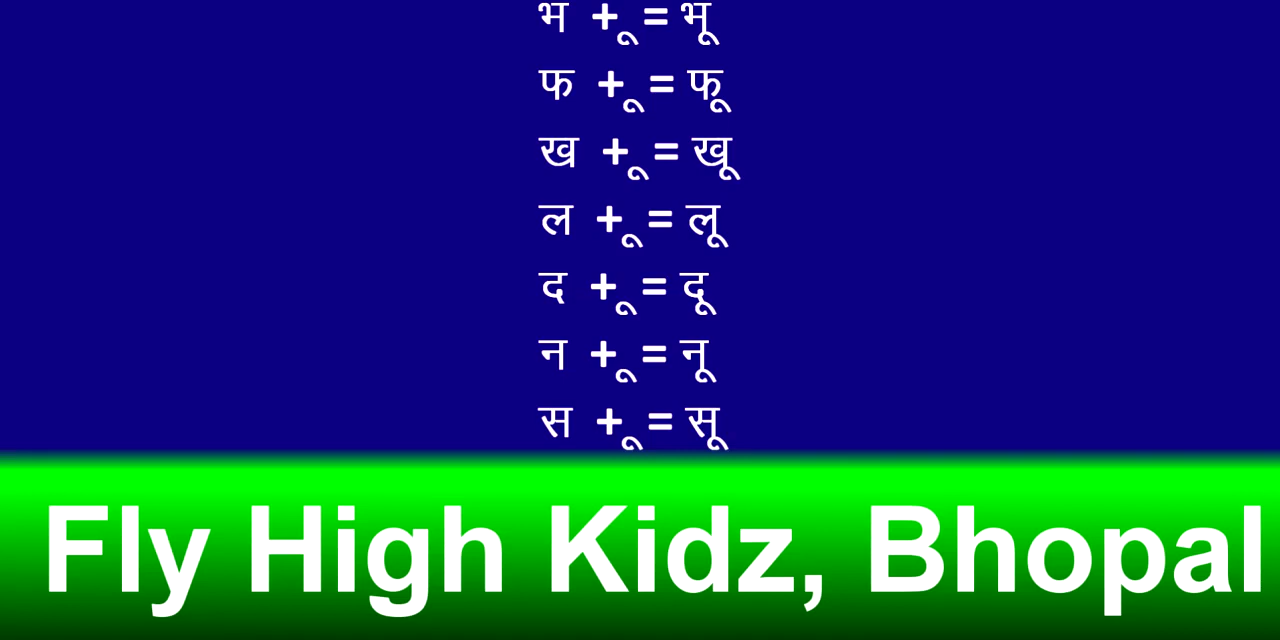 भ + ू = भू
फ + ू = फू
ख + ू = खू
ल + ू = लू
द + ू = दू
न + ू = नू
स + ू = सू
Fly High Kidz, Bhopal